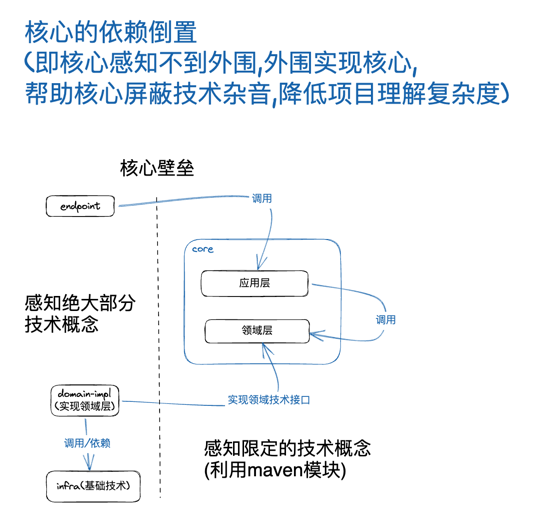 核心的依赖倒置
(即核心感知不到外围,外围实现核心,
帮助核心屏蔽技术杂音,降低项目理解复杂度)
核心壁垒
endpoint
调用
core
应用层
感知绝大部分
技术概念
调用
领域层
domain-impl
(实现领域层)
实现领域技术接口
调用/依赖
感知限定的技术概念
(利用maven模块)
infra(基础技术)